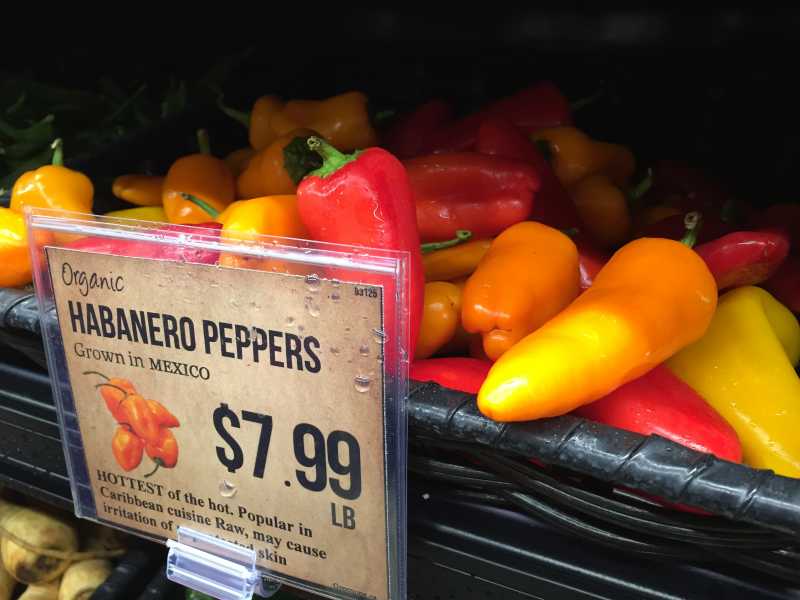 Organic
b3125
HABANERO PEPPERS
Grown in MEXICO
$7.99
LB
HOTTEST of the hot. Popular in
Caribbean cuisine Raw, may cause
irritation of skin